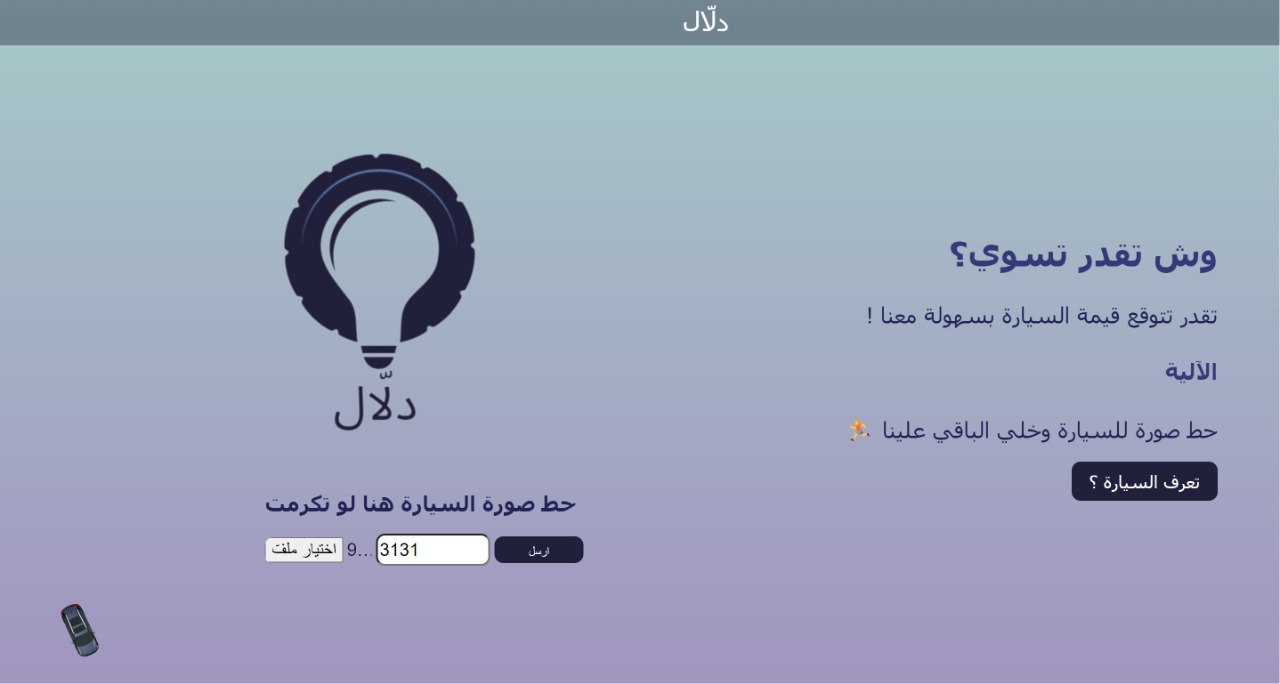 دلّال
وش تقدر تسوي؟
تقدر تتوقع قيمة السيارة بسهولة معنا !
الآلية
حط صورة للسيارة وخلي الباقي علينا 🏃
تعرف السيارة ؟
دلّال
حط صورة السيارة هنا لو تكرمت
اختيار ملف 9... 3131 ارسل